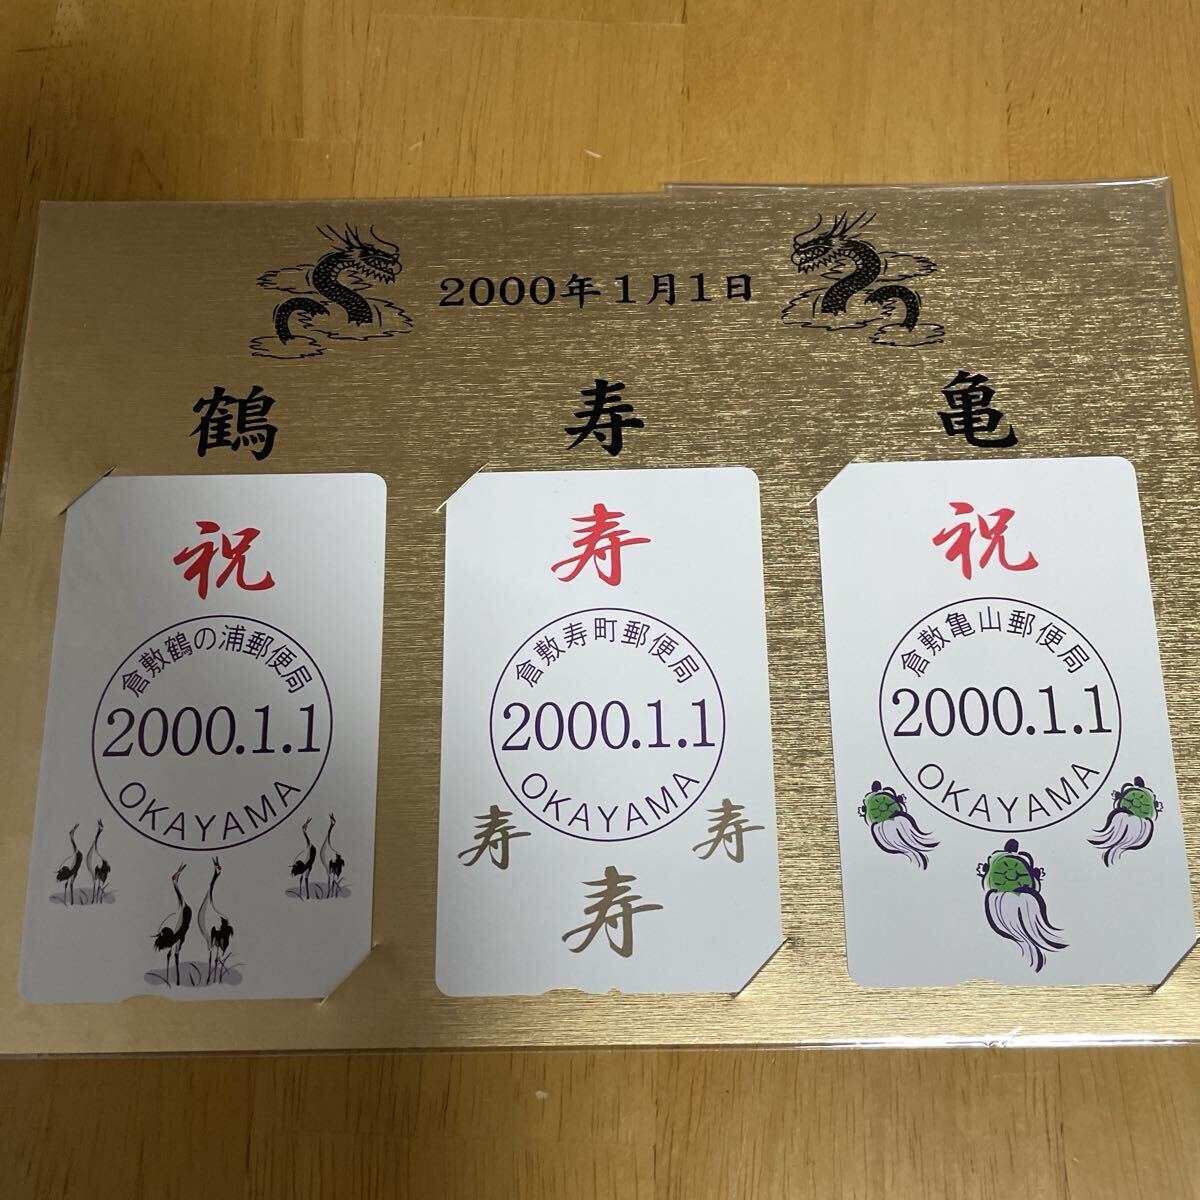 2000年1月1日
鶴 寿 亀
祝
倉敷鶴の浦郵便局
2000.1.1
OKAYAMA
寿
倉敷寿町郵便局
2000.1.1
OKAYAMA
寿 寿
寿
祝
倉敷亀山郵便局
2000.1.1
OKAYAMA